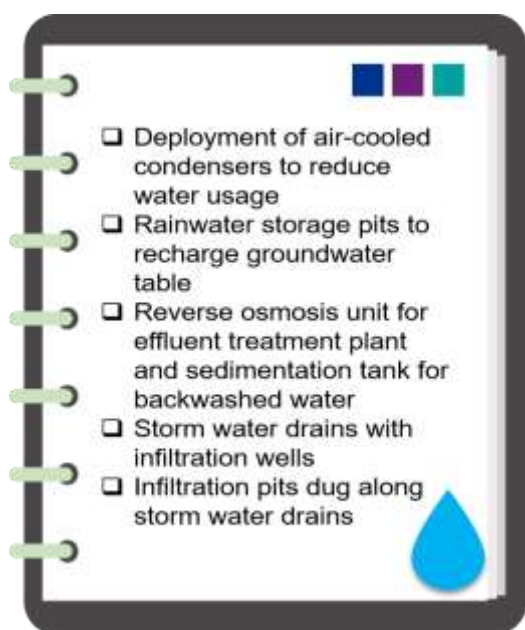 ❑ Deployment of air-cooled
condensers to reduce
water usage
❑ Rainwater storage pits to
recharge groundwater
table
❑ Reverse osmosis unit for
effluent treatment plant
and sedimentation tank for
backwashed water
❑ Storm water drains with
infiltration wells
❑ Infiltration pits dug along
storm water drains